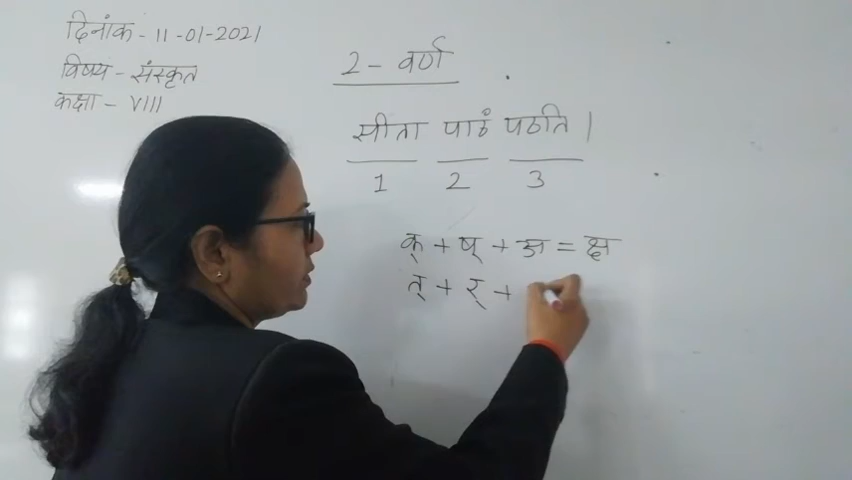 दिनांक - 11-01-2021
विषय - संस्कृत
कक्षा - VIII
2 - वर्ण
सीता पाठं पठति।
1 2 3
क् + ष् + अ = क्ष
त् + र् +